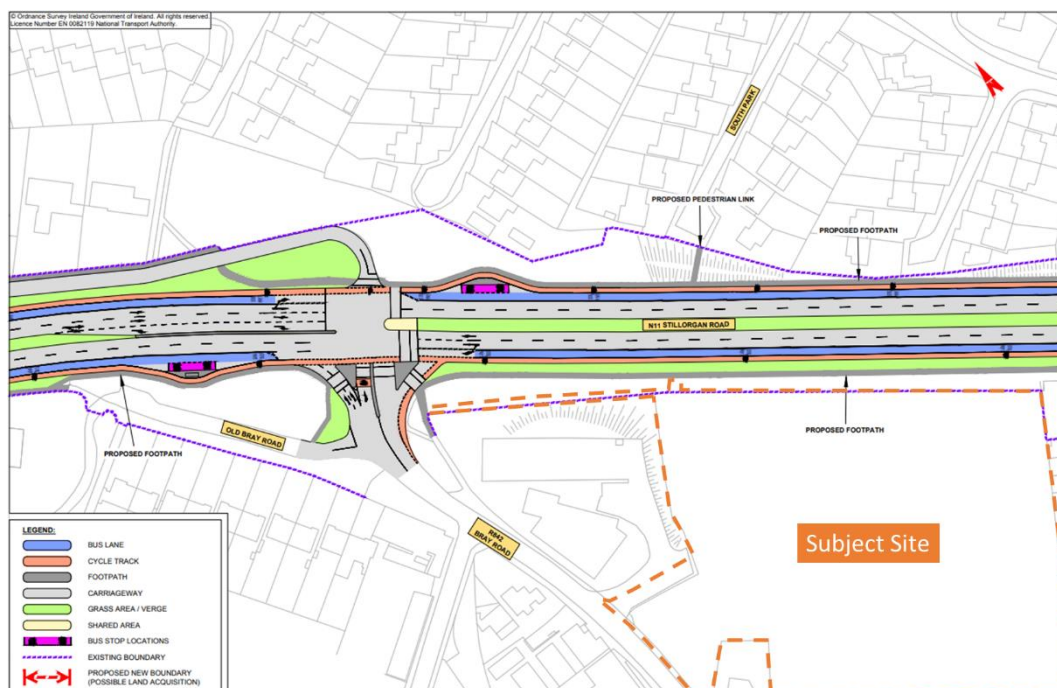 © Ordnance Survey Ireland Government of Ireland. All rights reserved.
Licence Number EN 0082119 National Transport Authority.
SOUTH PARK
PROPOSED PEDESTRIAN LINK
PROPOSED FOOTPATH
N11 STILLORGAN ROAD
PROPOSED FOOTPATH
OLD BRAY ROAD
PROPOSED FOOTPATH
R842
BRAY ROAD
Subject Site
LEGEND:
BUS LANE
CYCLE TRACK
FOOTPATH
CARRIAGEWAY
GRASS AREA / VERGE
SHARED AREA
BUS STOP LOCATIONS
EXISTING BOUNDARY
PROPOSED NEW BOUNDARY
(POSSIBLE LAND ACQUISITION)